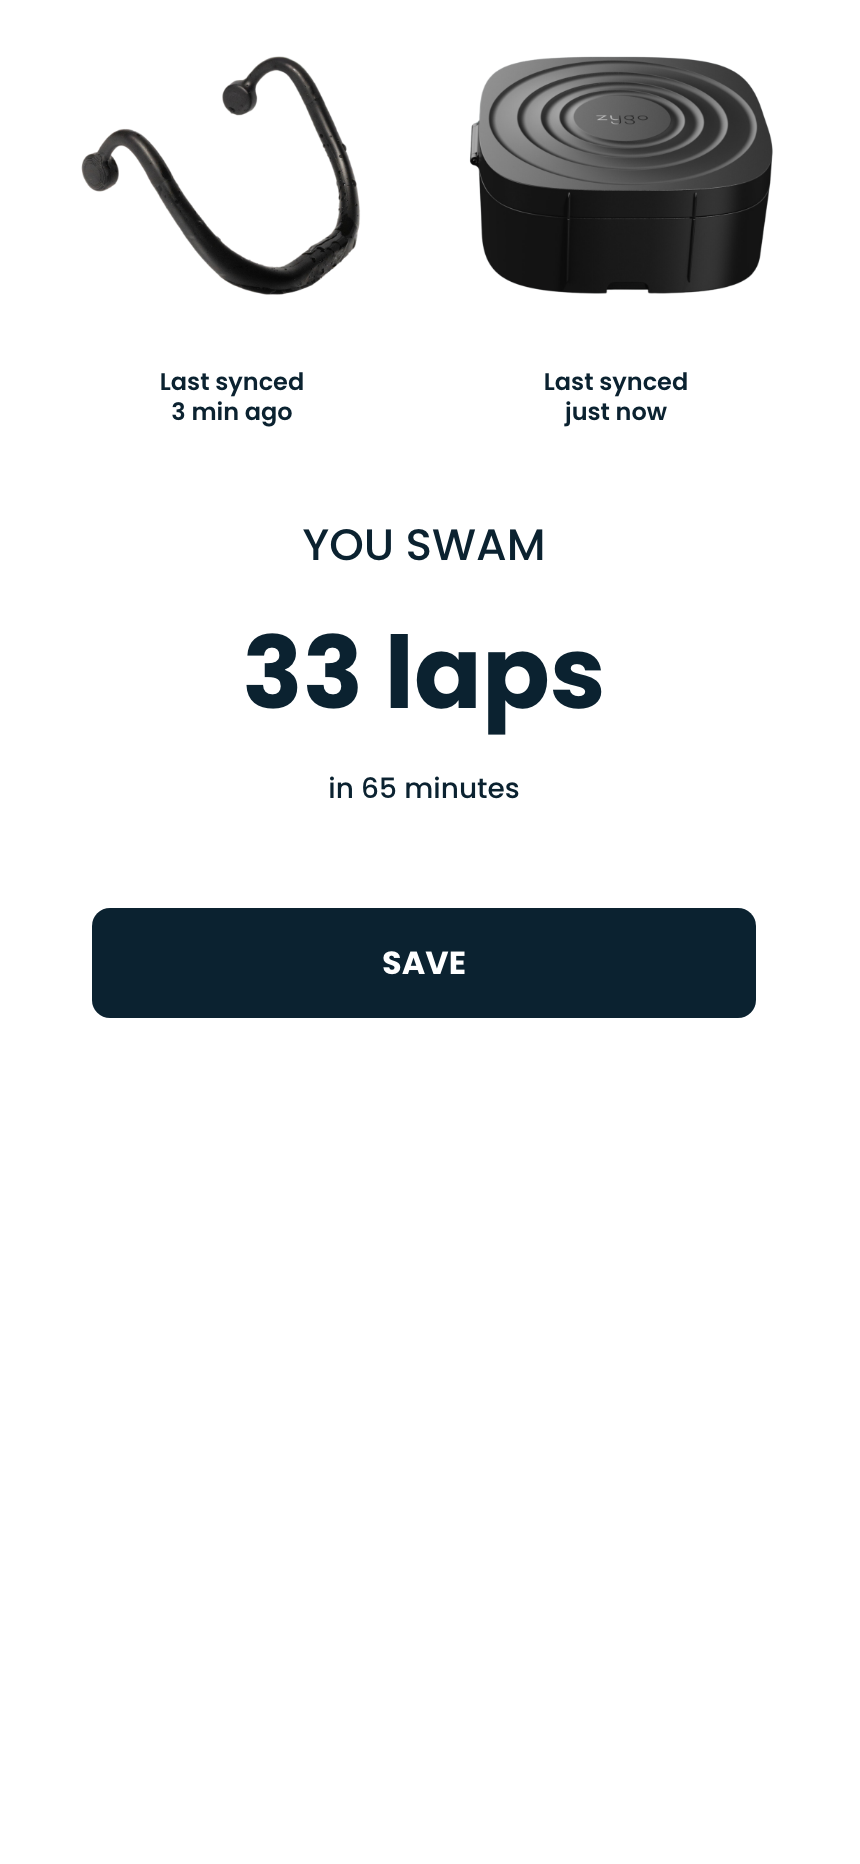 zygo
Last synced
3 min ago
Last synced
just now
YOU SWAM
33 laps
in 65 minutes
SAVE